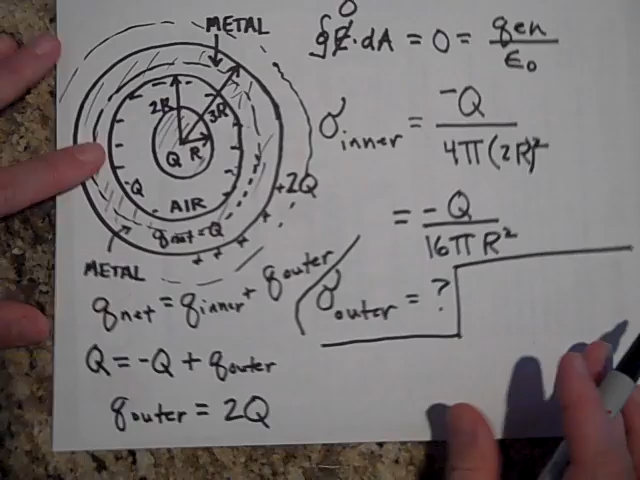 METAL
2R
3R
R
Q
-Q
+2Q
AIR
qnet=Q
METAL
0
∮E·dA = 0 = qen/ε₀
σinner = -Q/4π(2R)²
= -Q/16πR²
σouter = ?
qnet = qinner + qouter
Q = -Q + qouter
qouter = 2Q